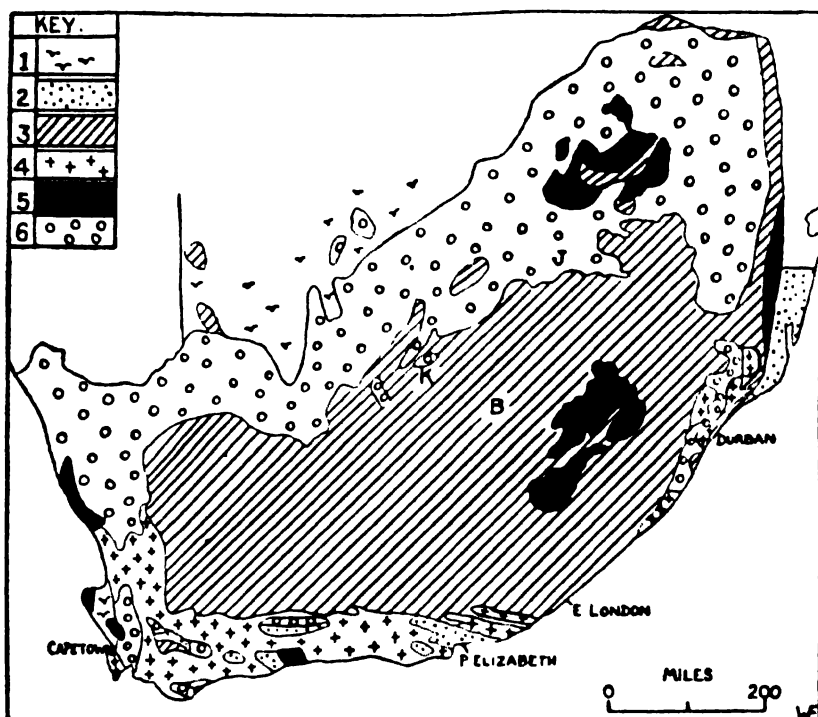 KEY.
1
2
3
4
5
6
J
K
B
DURBAN
E LONDON
CAPETOWN
P.ELIZABETH
MILES
0 200